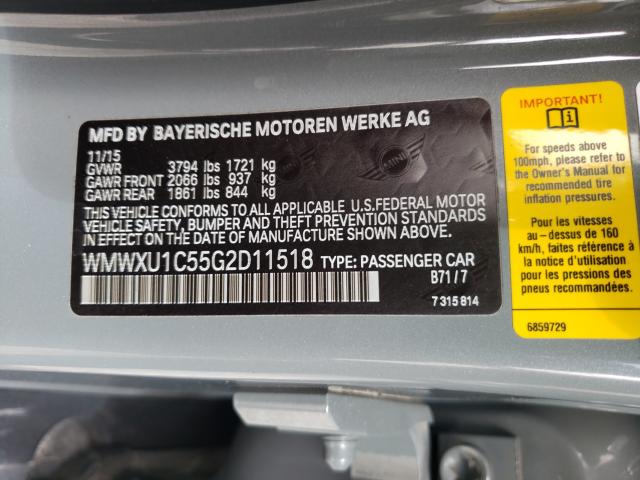 MFD BY BAYERISCHE MOTOREN WERKE AG
11/15
GVWR 3794 lbs 1721 kg
GAWR FRONT 2066 lbs 937 kg
GAWR REAR 1861 lbs 844 kg
THIS VEHICLE CONFORMS TO ALL APPLICABLE U.S.FEDERAL MOTOR
VEHICLE SAFETY, BUMPER AND THEFT PREVENTION STANDARDS
IN EFFECT ON THE DATE OF MANUFACTURE SHOWN ABOVE.
WMWXU1C55G2D11518 TYPE: PASSENGER CAR
B71/7
7 315 814
MINI
IMPORTANT!
For speeds above
100mph, please refer to
the Owner's Manual for
recommended tire
inflation pressures.
Pour les vitesses
au-dessus de 160
km/h, faites référence
à la notice d'utilisation
des pneus
recommandées.
6859729